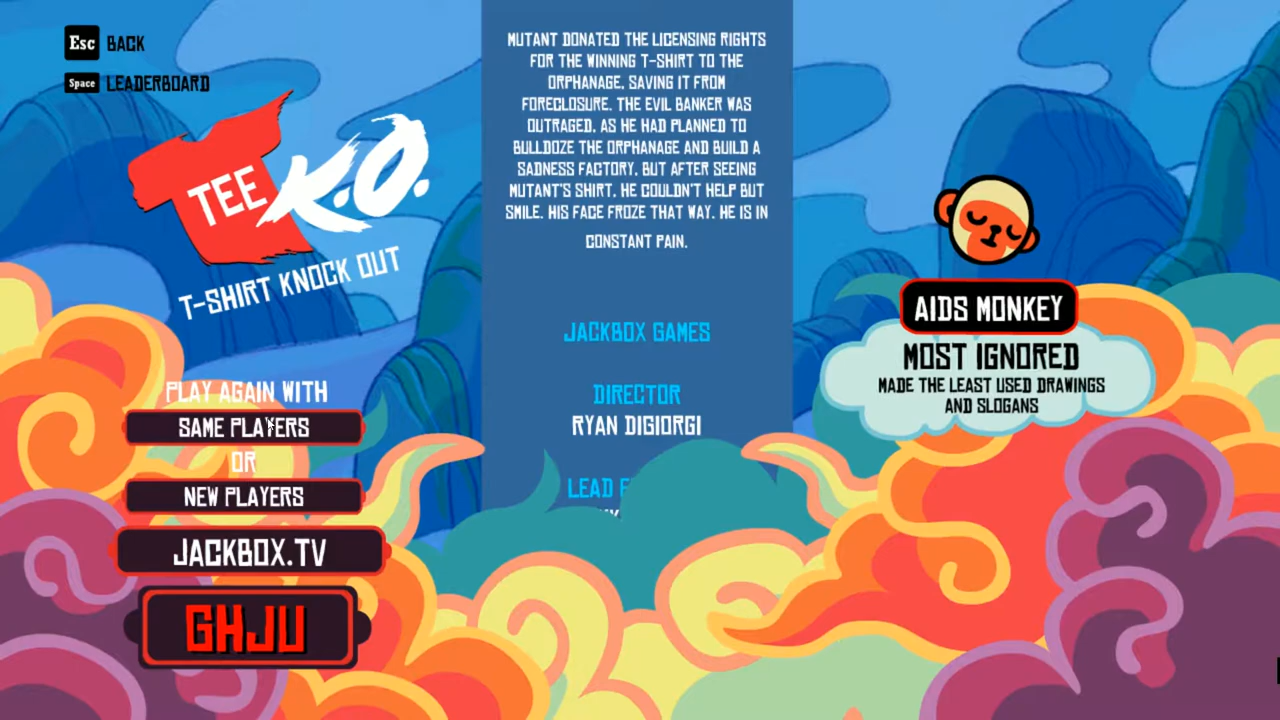 Esc BACK
Space LEADERBOARD
TEE K.O.
T-SHIRT KNOCK OUT
PLAY AGAIN WITH
SAME PLAYERS
OR
NEW PLAYERS
JACKBOX.TV
GHJU
MUTANT DONATED THE LICENSING RIGHTS
FOR THE WINNING T-SHIRT TO THE
ORPHANAGE, SAVING IT FROM
FORECLOSURE. THE EVIL BANKER WAS
OUTRAGED, AS HE HAD PLANNED TO
BULLDOZE THE ORPHANAGE AND BUILD A
SADNESS FACTORY. BUT AFTER SEEING
MUTANT'S SHIRT, HE COULDN'T HELP BUT
SMILE. HIS FACE FROZE THAT WAY. HE IS IN
CONSTANT PAIN.
JACKBOX GAMES
DIRECTOR
RYAN DIGIORGI
LEAD
AIDS MONKEY
MOST IGNORED
MADE THE LEAST USED DRAWINGS
AND SLOGANS